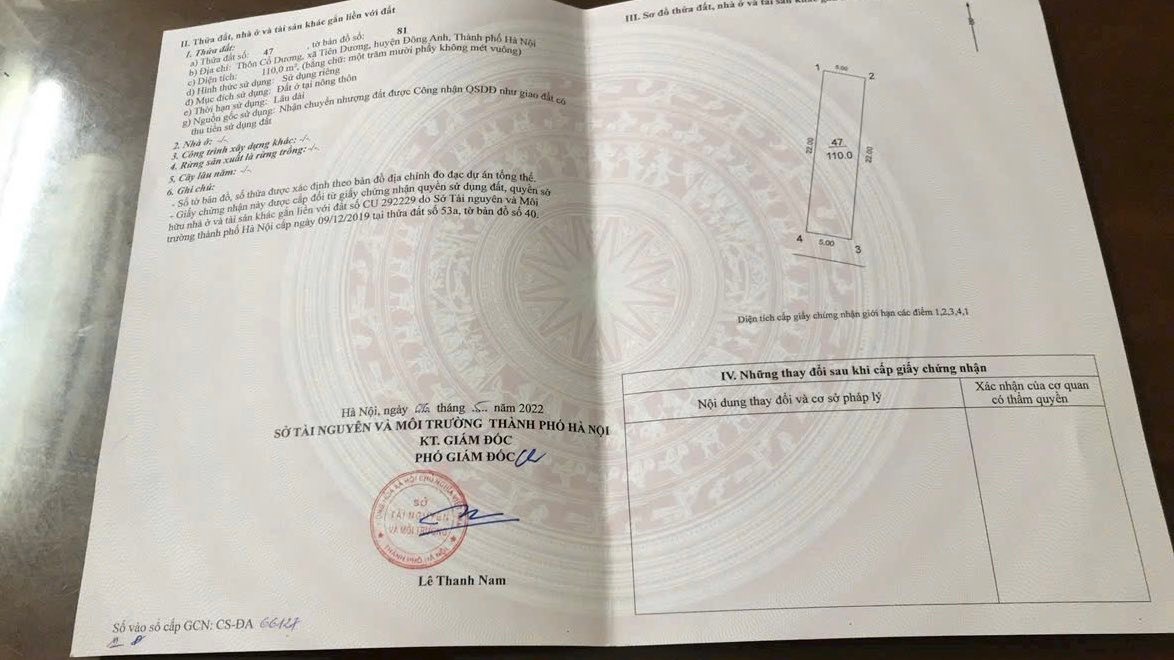 II. Thửa đất, nhà ở và tài sản khác gắn liền với đất
1. Thửa đất:
a) Thửa đất số: 47 , tờ bản đồ số: 81
b) Địa chỉ: Thôn Cổ Dương, xã Tiên Dương, huyện Đông Anh, Thành phố Hà Nội
c) Diện tích: 110,0 m², (bằng chữ: một trăm mười phẩy không mét vuông)
d) Hình thức sử dụng: Sử dụng riêng
đ) Mục đích sử dụng: Đất ở tại nông thôn
e) Thời hạn sử dụng: Lâu dài
g) Nguồn gốc sử dụng: Nhận chuyển nhượng đất được Công nhận QSDĐ như giao đất có
thu tiền sử dụng đất
2. Nhà ở: -/-
3. Công trình xây dựng khác: -/-
4. Rừng sản xuất là rừng trồng: -/-
5. Cây lâu năm: -/-
6. Ghi chú:
- Số tờ bản đồ, số thửa được xác định theo bản đồ địa chính đo đạc dự án tổng thể.
- Giấy chứng nhận này được cấp đổi từ giấy chứng nhận quyền sử dụng đất, quyền sở
hữu nhà ở và tài sản khác gắn liền với đất số CU 292229 do Sở Tài nguyên và Môi
trường thành phố Hà Nội cấp ngày 09/12/2019 tại thửa đất số 53a, tờ bản đồ số 40.
Hà Nội, ngày tháng năm 2022
SỞ TÀI NGUYÊN VÀ MÔI TRƯỜNG THÀNH PHỐ HÀ NỘI
KT. GIÁM ĐỐC
PHÓ GIÁM ĐỐC
SỞ
TÀI NGUYÊN
VÀ MÔI TRƯỜNG
THÀNH PHỐ HÀ NỘI
Lê Thanh Nam
Số vào sổ cấp GCN: CS-ĐA 66127
III. Sơ đồ thửa đất, nhà ở và tài sản khác gắn
B
1 5.00 2
22.00 47 22.00
110.0
4 5.00 3
Diện tích cấp giấy chứng nhận giới hạn các điểm 1,2,3,4,1
IV. Những thay đổi sau khi cấp giấy chứng nhận
Nội dung thay đổi và cơ sở pháp lý
Xác nhận của cơ quan
có thẩm quyền